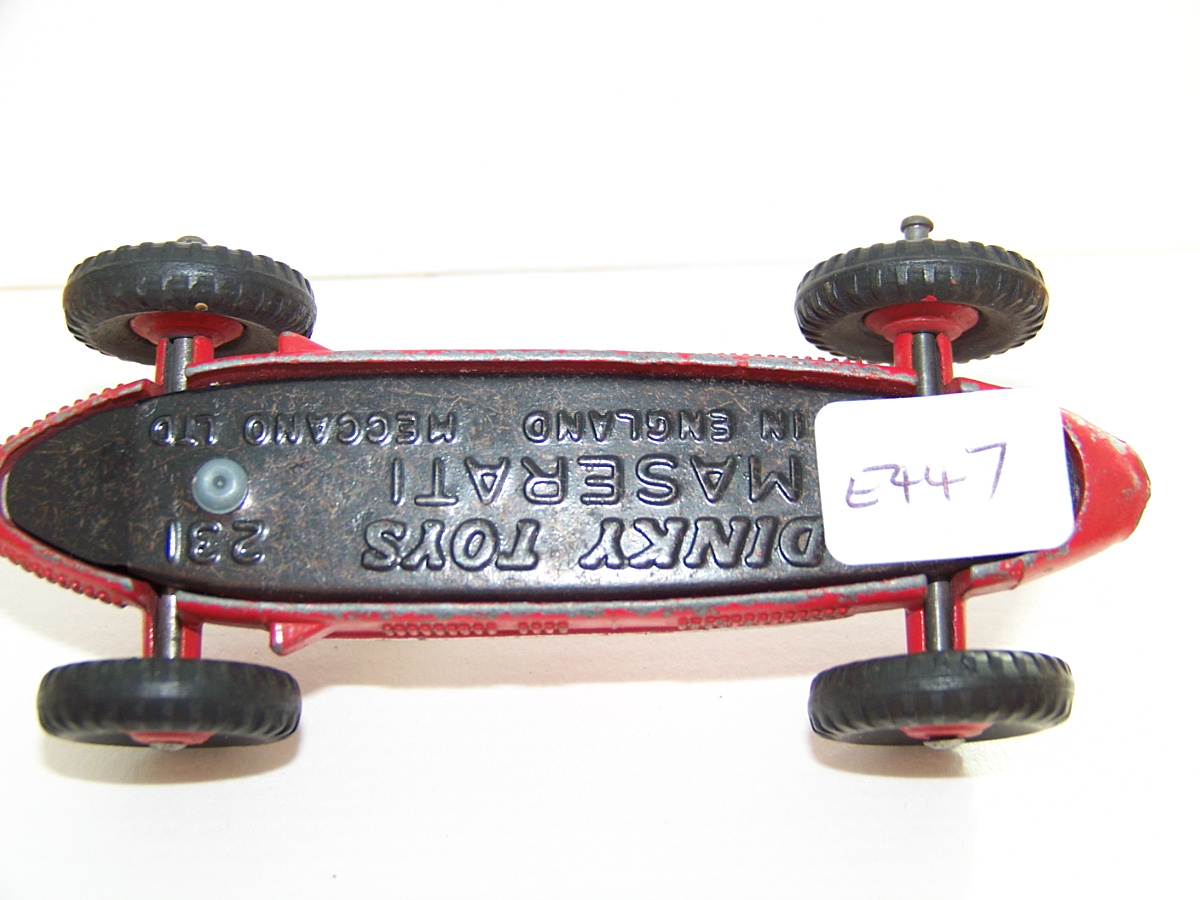 DINKY TOYS 231
MASERATI
IN ENGLAND MECCANO LTD
E447